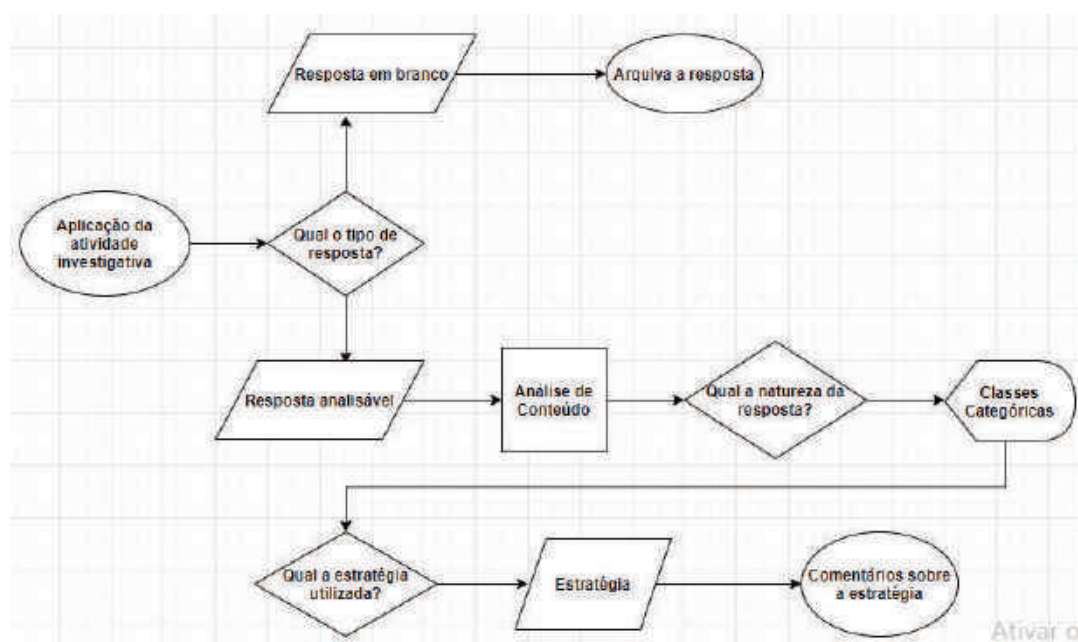 Resposta em branco
Arquiva a resposta
Aplicação da
atividade
investigativa
Qual o tipo de
resposta?
Resposta analisável
Análise de
Conteúdo
Qual a natureza da
resposta?
Classes
Categóricas
Qual a estratégia
utilizada?
Estratégia
Comentários sobre
a estratégia
Ativar o